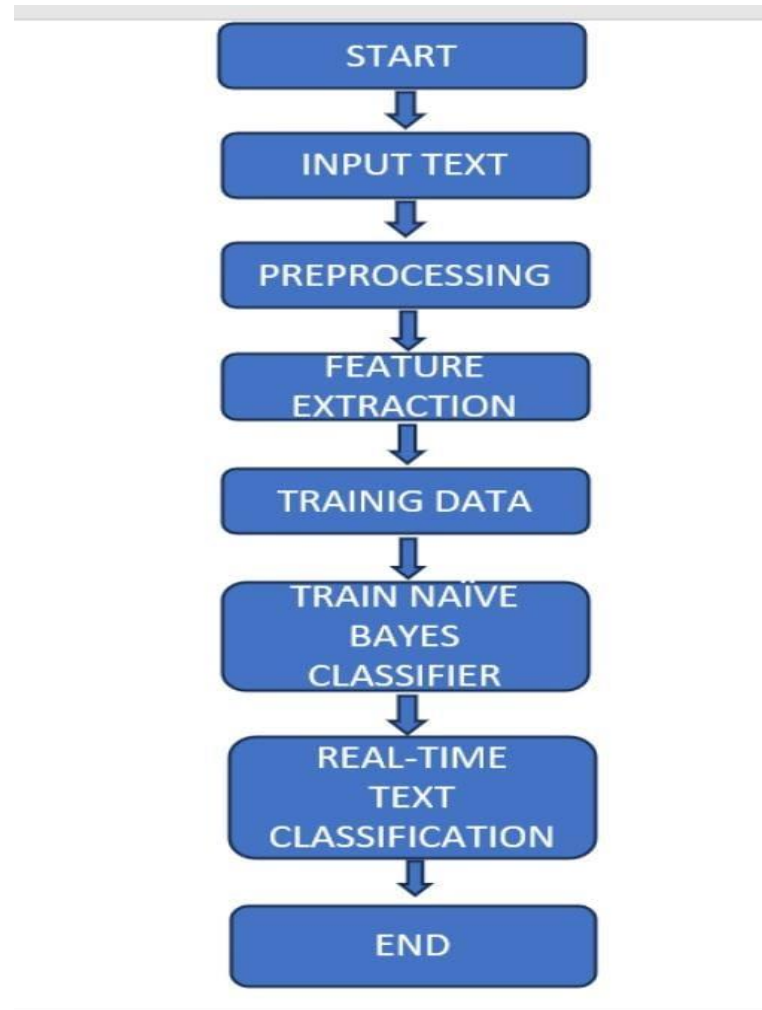 START
INPUT TEXT
PREPROCESSING
FEATURE
EXTRACTION
TRAINIG DATA
TRAIN NAÏVE
BAYES
CLASSIFIER
REAL-TIME
TEXT
CLASSIFICATION
END